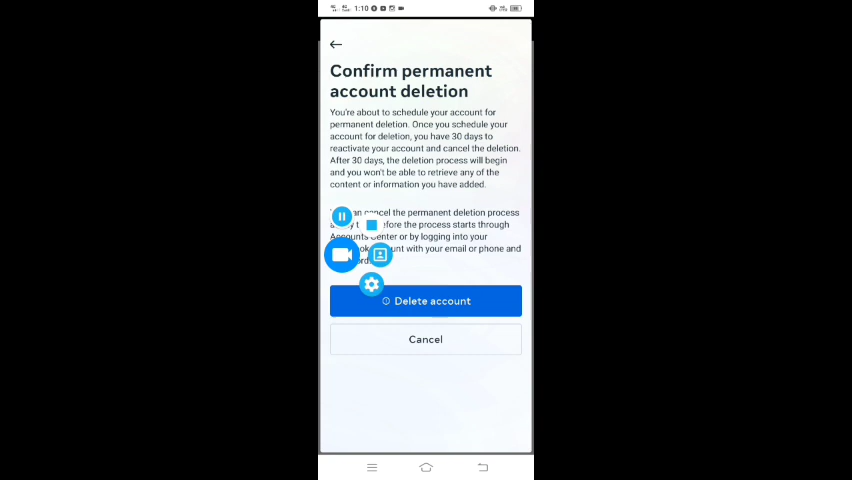 1:10
Confirm permanent
account deletion
You're about to schedule your account for
permanent deletion. Once you schedule your
account for deletion, you have 30 days to
reactivate your account and cancel the deletion.
After 30 days, the deletion process will begin
and you won't be able to retrieve any of the
content or information you have added.
cancel the permanent deletion process
before the process starts through
Accounts Center or by logging into your
with your email or phone and
Delete account
Cancel